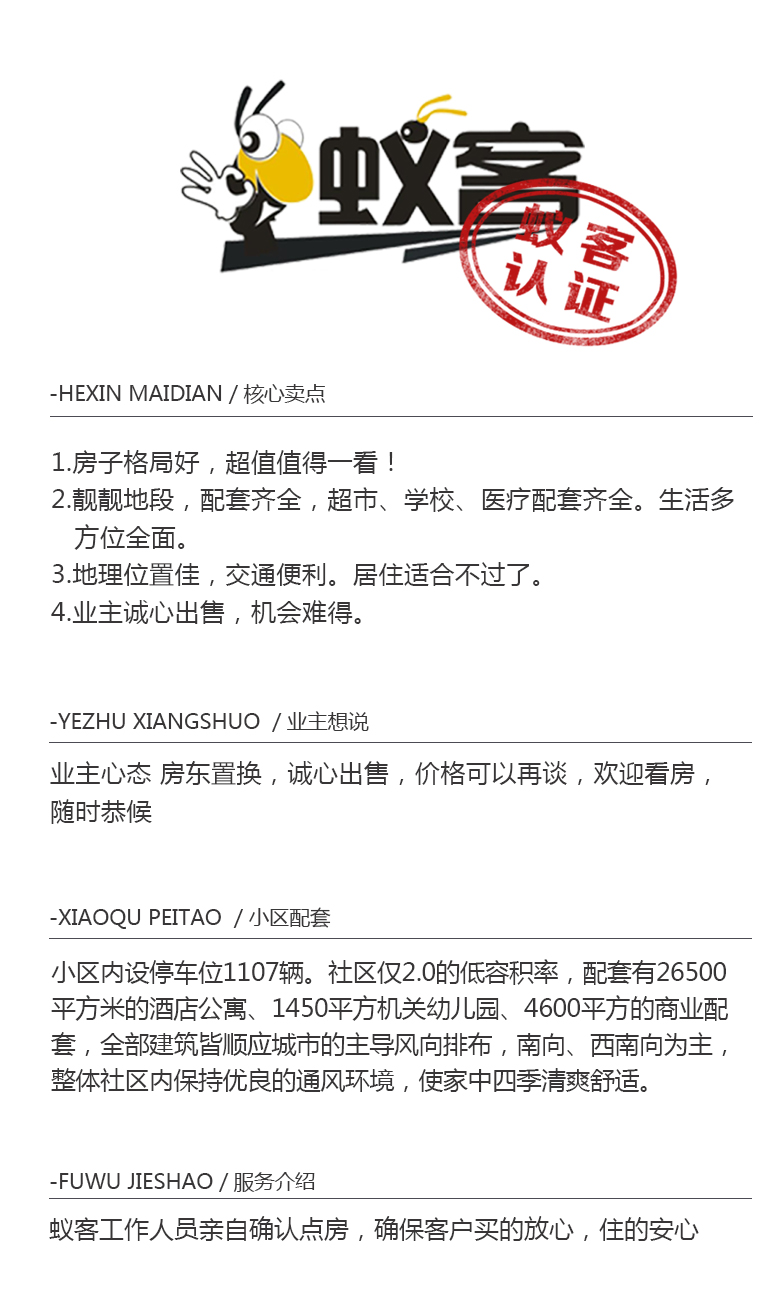 蚁客
蚁客
认证
-HEXIN MAIDIAN / 核心卖点
1.房子格局好，超值值得一看！
2.靓靓地段，配套齐全，超市、学校、医疗配套齐全。生活多
方位全面。
3.地理位置佳，交通便利。居住适合不过了。
4.业主诚心出售，机会难得。
-YEZHU XIANGSHUO / 业主想说
业主心态 房东置换，诚心出售，价格可以再谈，欢迎看房，
随时恭候
-XIAOQU PEITAO / 小区配套
小区内设停车位1107辆。社区仅2.0的低容积率，配套有26500
平方米的酒店公寓、1450平方机关幼儿园、4600平方的商业配
套，全部建筑皆顺应城市的主导风向排布，南向、西南向为主，
整体社区内保持优良的通风环境，使家中四季清爽舒适。
-FUWU JIESHAO / 服务介绍
蚁客工作人员亲自确认点房，确保客户买的放心，住的安心